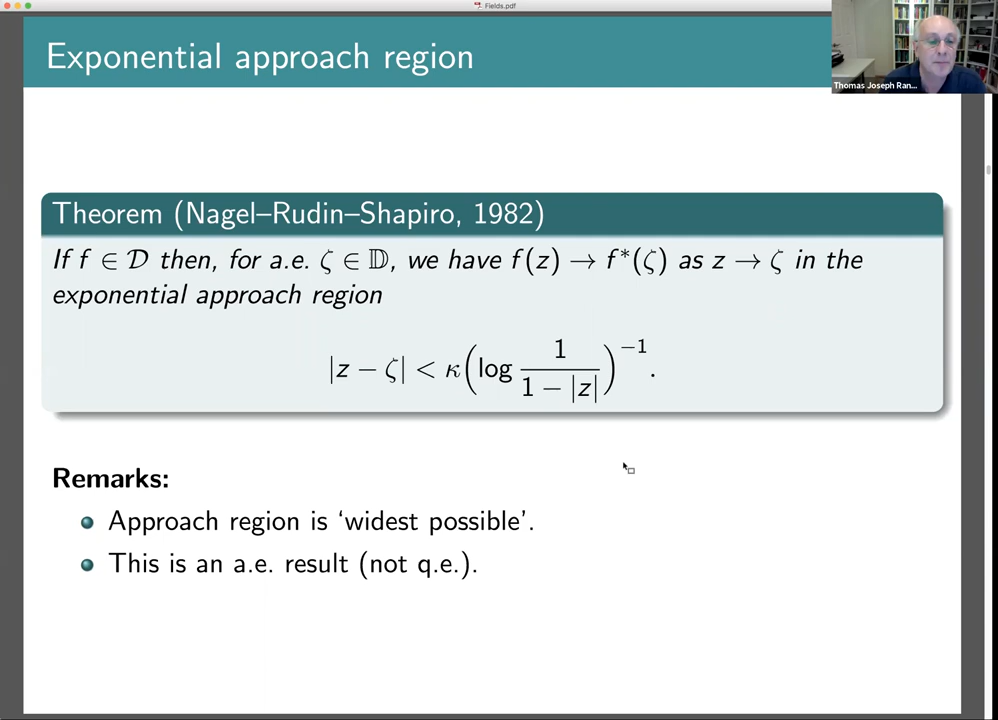 Fields.pdf
Exponential approach region
Thomas Joseph Ran...
Theorem (Nagel–Rudin–Shapiro, 1982)
If f ∈ 𝒟 then, for a.e. ζ ∈ 𝔻, we have f(z) → f*(ζ) as z → ζ in the
exponential approach region
|z − ζ| < κ(log 1/(1 − |z|))^{−1}.
Remarks:
Approach region is ‘widest possible’.
This is an a.e. result (not q.e.).